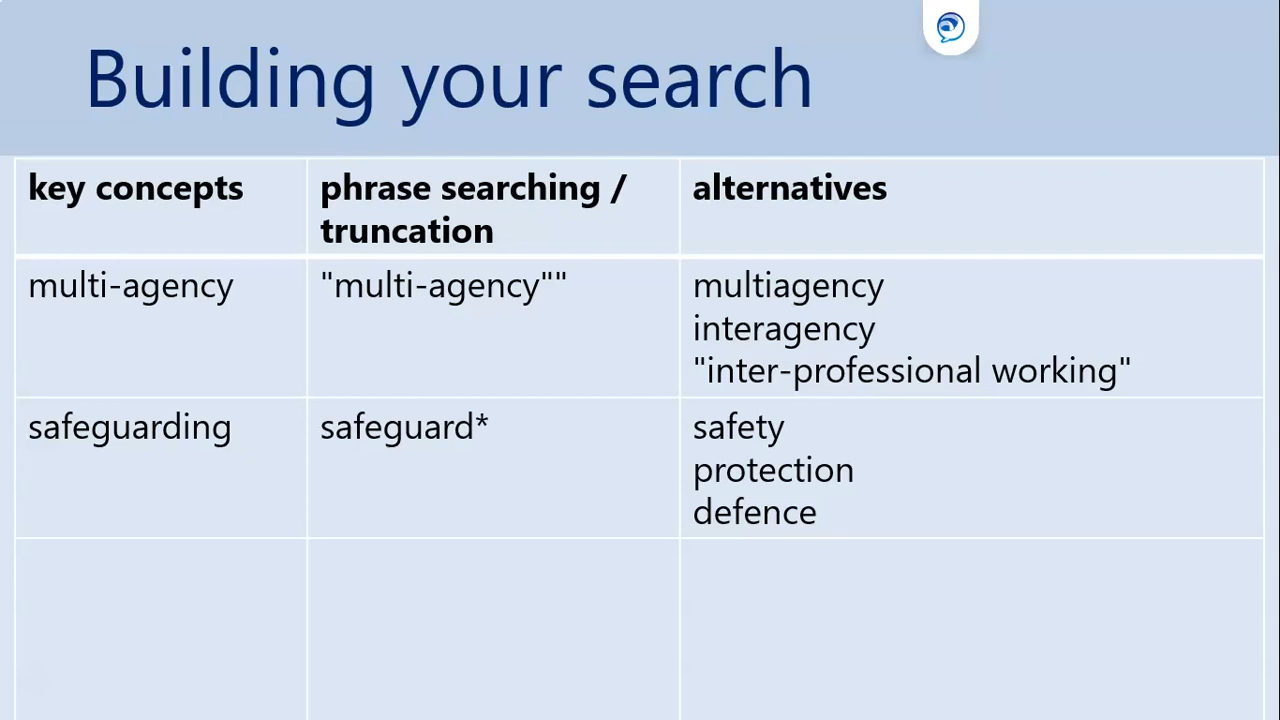 Building your search
key concepts
phrase searching /
truncation
alternatives
multi-agency
"multi-agency""
multiagency
interagency
"inter-professional working"
safeguarding
safeguard*
safety
protection
defence